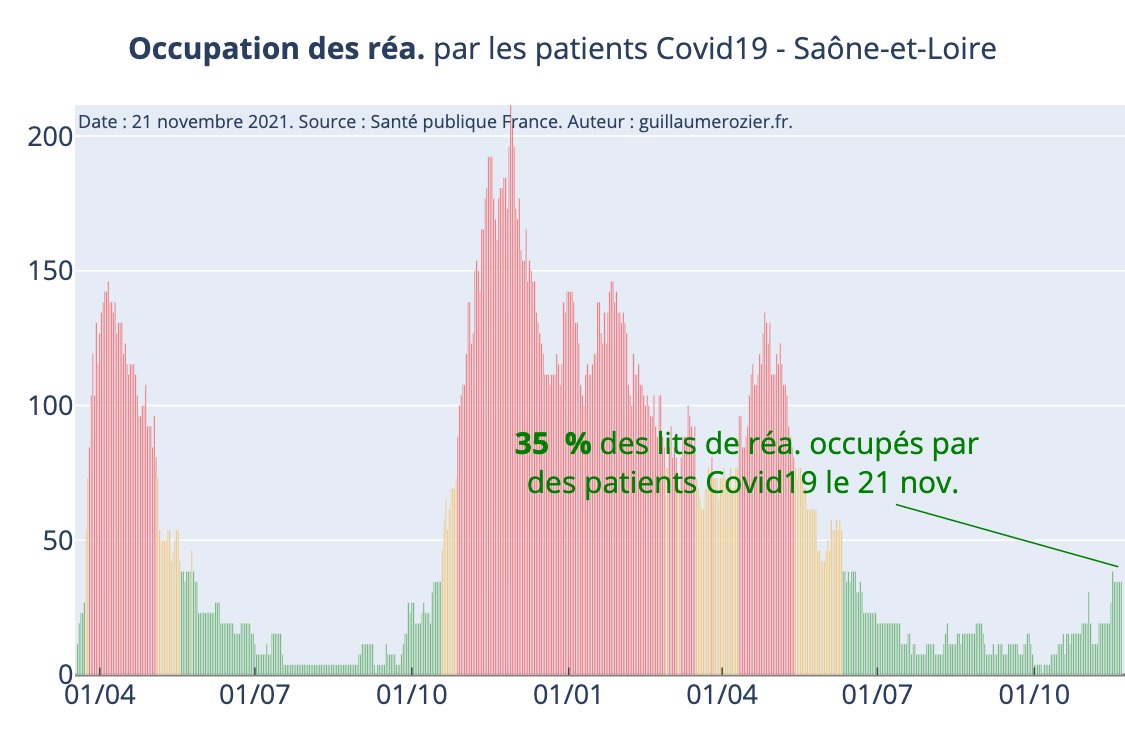 Occupation des réa. par les patients Covid19 - Saône-et-Loire
Date : 21 novembre 2021. Source : Santé publique France. Auteur : guillaumerozier.fr.
200
150
100
35 % des lits de réa. occupés par
des patients Covid19 le 21 nov.
50
0
01/04 01/07 01/10 01/01 01/04 01/07 01/10